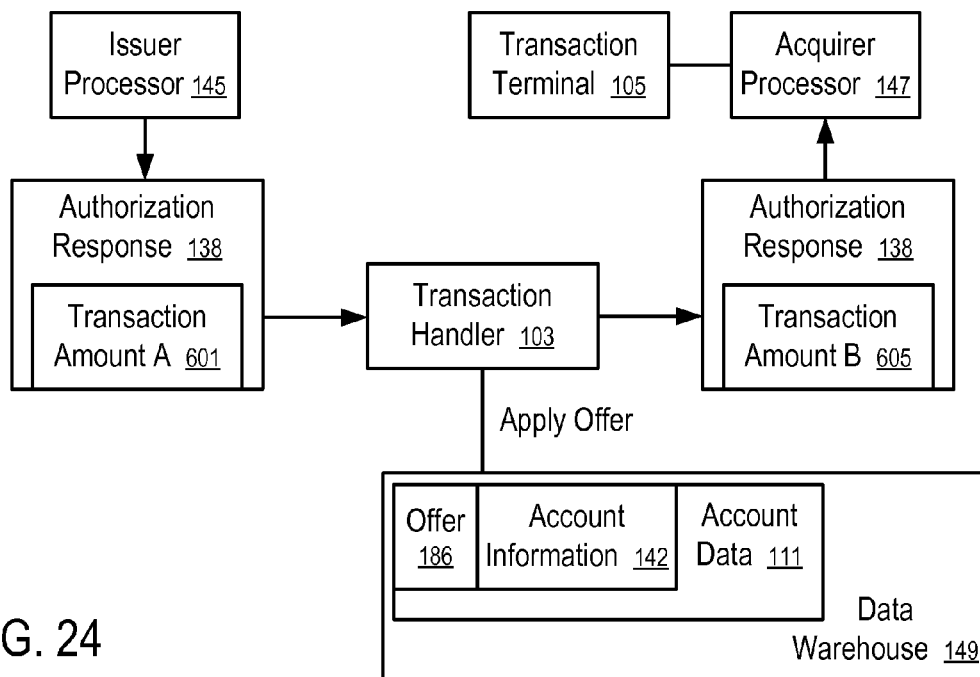 Issuer
Processor 145
Transaction
Terminal 105
Acquirer
Processor 147
Authorization
Response 138
Transaction
Amount A 601
Transaction
Handler 103
Authorization
Response 138
Transaction
Amount B 605
Apply Offer
Offer
186
Account
Information 142
Account
Data 111
Data
Warehouse 149
G. 24